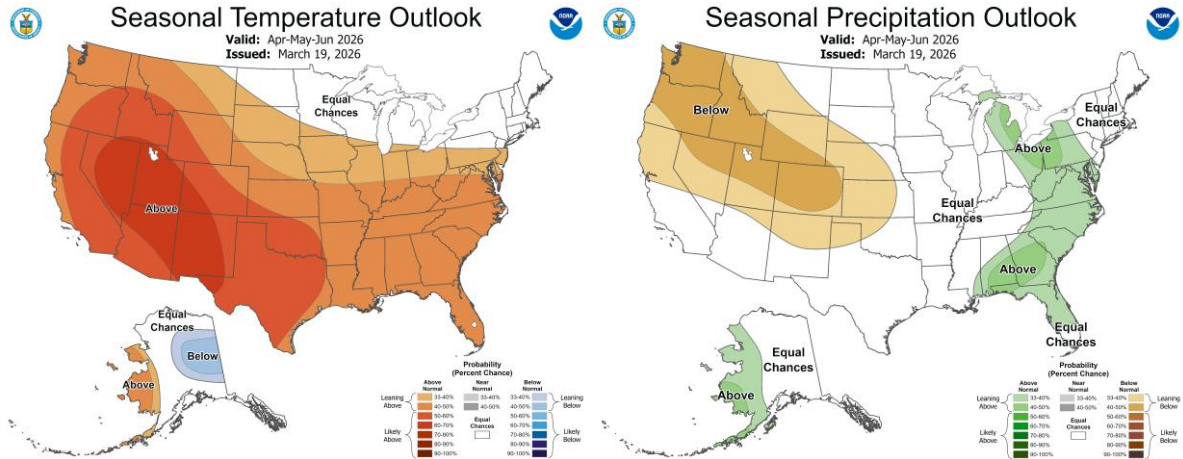 Seasonal Temperature Outlook
Valid: Apr-May-Jun 2026
Issued: March 19, 2026
NOAA
Equal
Chances
Above
Equal
Chances
Below
Above
Probability
(Percent Chance)
Above
Normal
Near
Normal
Below
Normal
Leaning
Above
33-40%
33-40%
33-40%
Leaning
Below
40-50%
40-50%
40-50%
Likely
Above
50-60%
Equal
Chances
50-60%
Likely
Below
60-70%
60-70%
70-80%
70-80%
80-90%
80-90%
90-100%
90-100%
Seasonal Precipitation Outlook
Valid: Apr-May-Jun 2026
Issued: March 19, 2026
NOAA
Below
Equal
Chances
Above
Equal
Chances
Above
Equal
Chances
Equal
Chances
Above
Probability
(Percent Chance)
Above
Normal
Near
Normal
Below
Normal
Leaning
Above
33-40%
33-40%
33-40%
Leaning
Below
40-50%
40-50%
40-50%
Likely
Above
50-60%
Equal
Chances
50-60%
Likely
Below
60-70%
60-70%
70-80%
70-80%
80-90%
80-90%
90-100%
90-100%